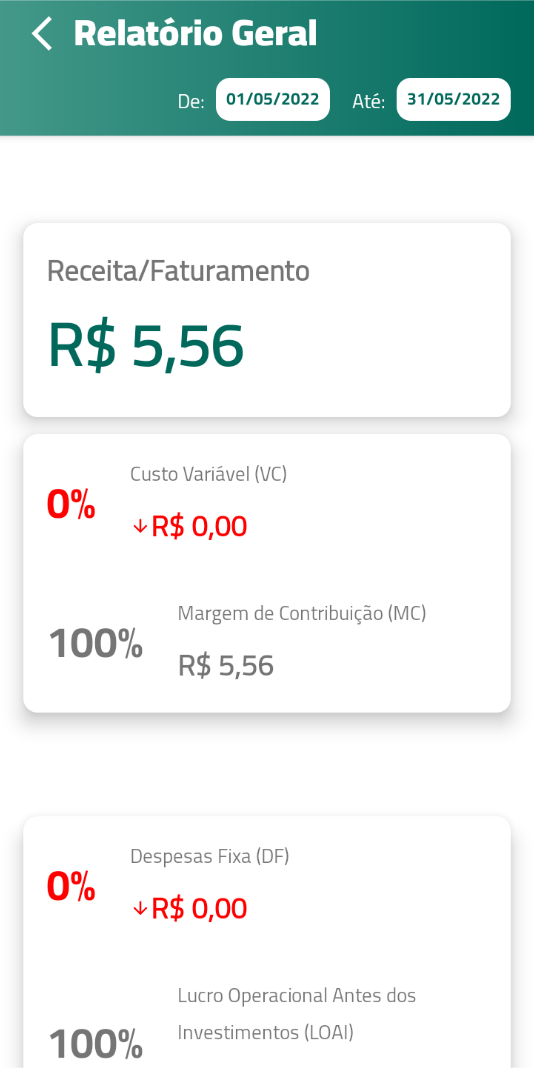 Relatório Geral
De: 01/05/2022 Até: 31/05/2022
Receita/Faturamento
R$ 5,56
Custo Variável (VC)
0%
R$ 0,00
Margem de Contribuição (MC)
100%
R$ 5,56
Despesas Fixa (DF)
0%
R$ 0,00
Lucro Operacional Antes dos
Investimentos (LOAI)
100%